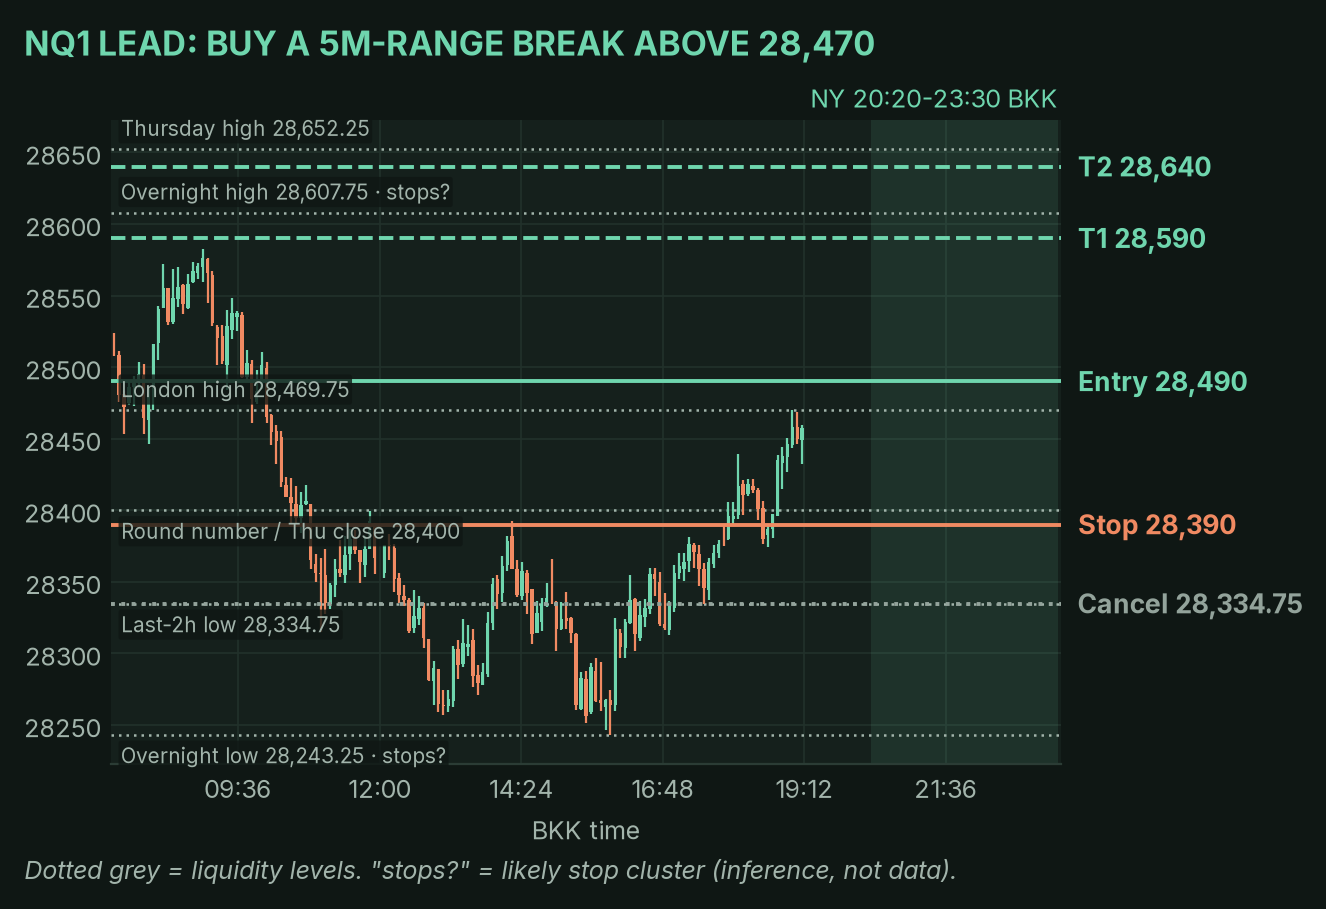 NQ1 LEAD: BUY A 5M-RANGE BREAK ABOVE 28,470
NY 20:20-23:30 BKK
Thursday high 28,652.25
28650
T2 28,640
Overnight high 28,607.75 · stops?
28600
T1 28,590
28550
28500
Entry 28,490
London high 28,469.75
28450
28400
Stop 28,390
Round number / Thu close 28,400
28350
Cancel 28,334.75
Last-2h low 28,334.75
28300
28250
Overnight low 28,243.25 · stops?
09:36 12:00 14:24 16:48 19:12 21:36
BKK time
Dotted grey = liquidity levels. "stops?" = likely stop cluster (inference, not data).